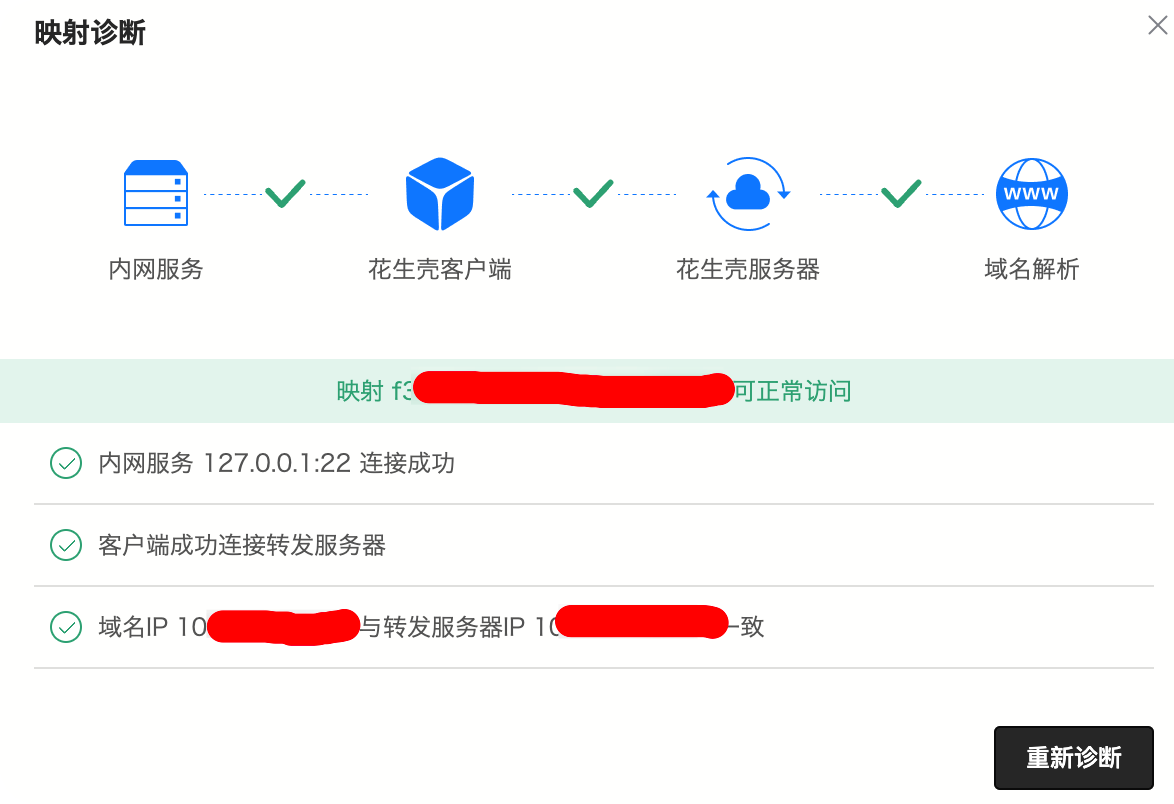 映射诊断
WWW
内网服务 花生壳客户端 花生壳服务器 域名解析
映射 f3 可正常访问
内网服务 127.0.0.1:22 连接成功
客户端成功连接转发服务器
域名IP 10 与转发服务器IP 10 一致
重新诊断